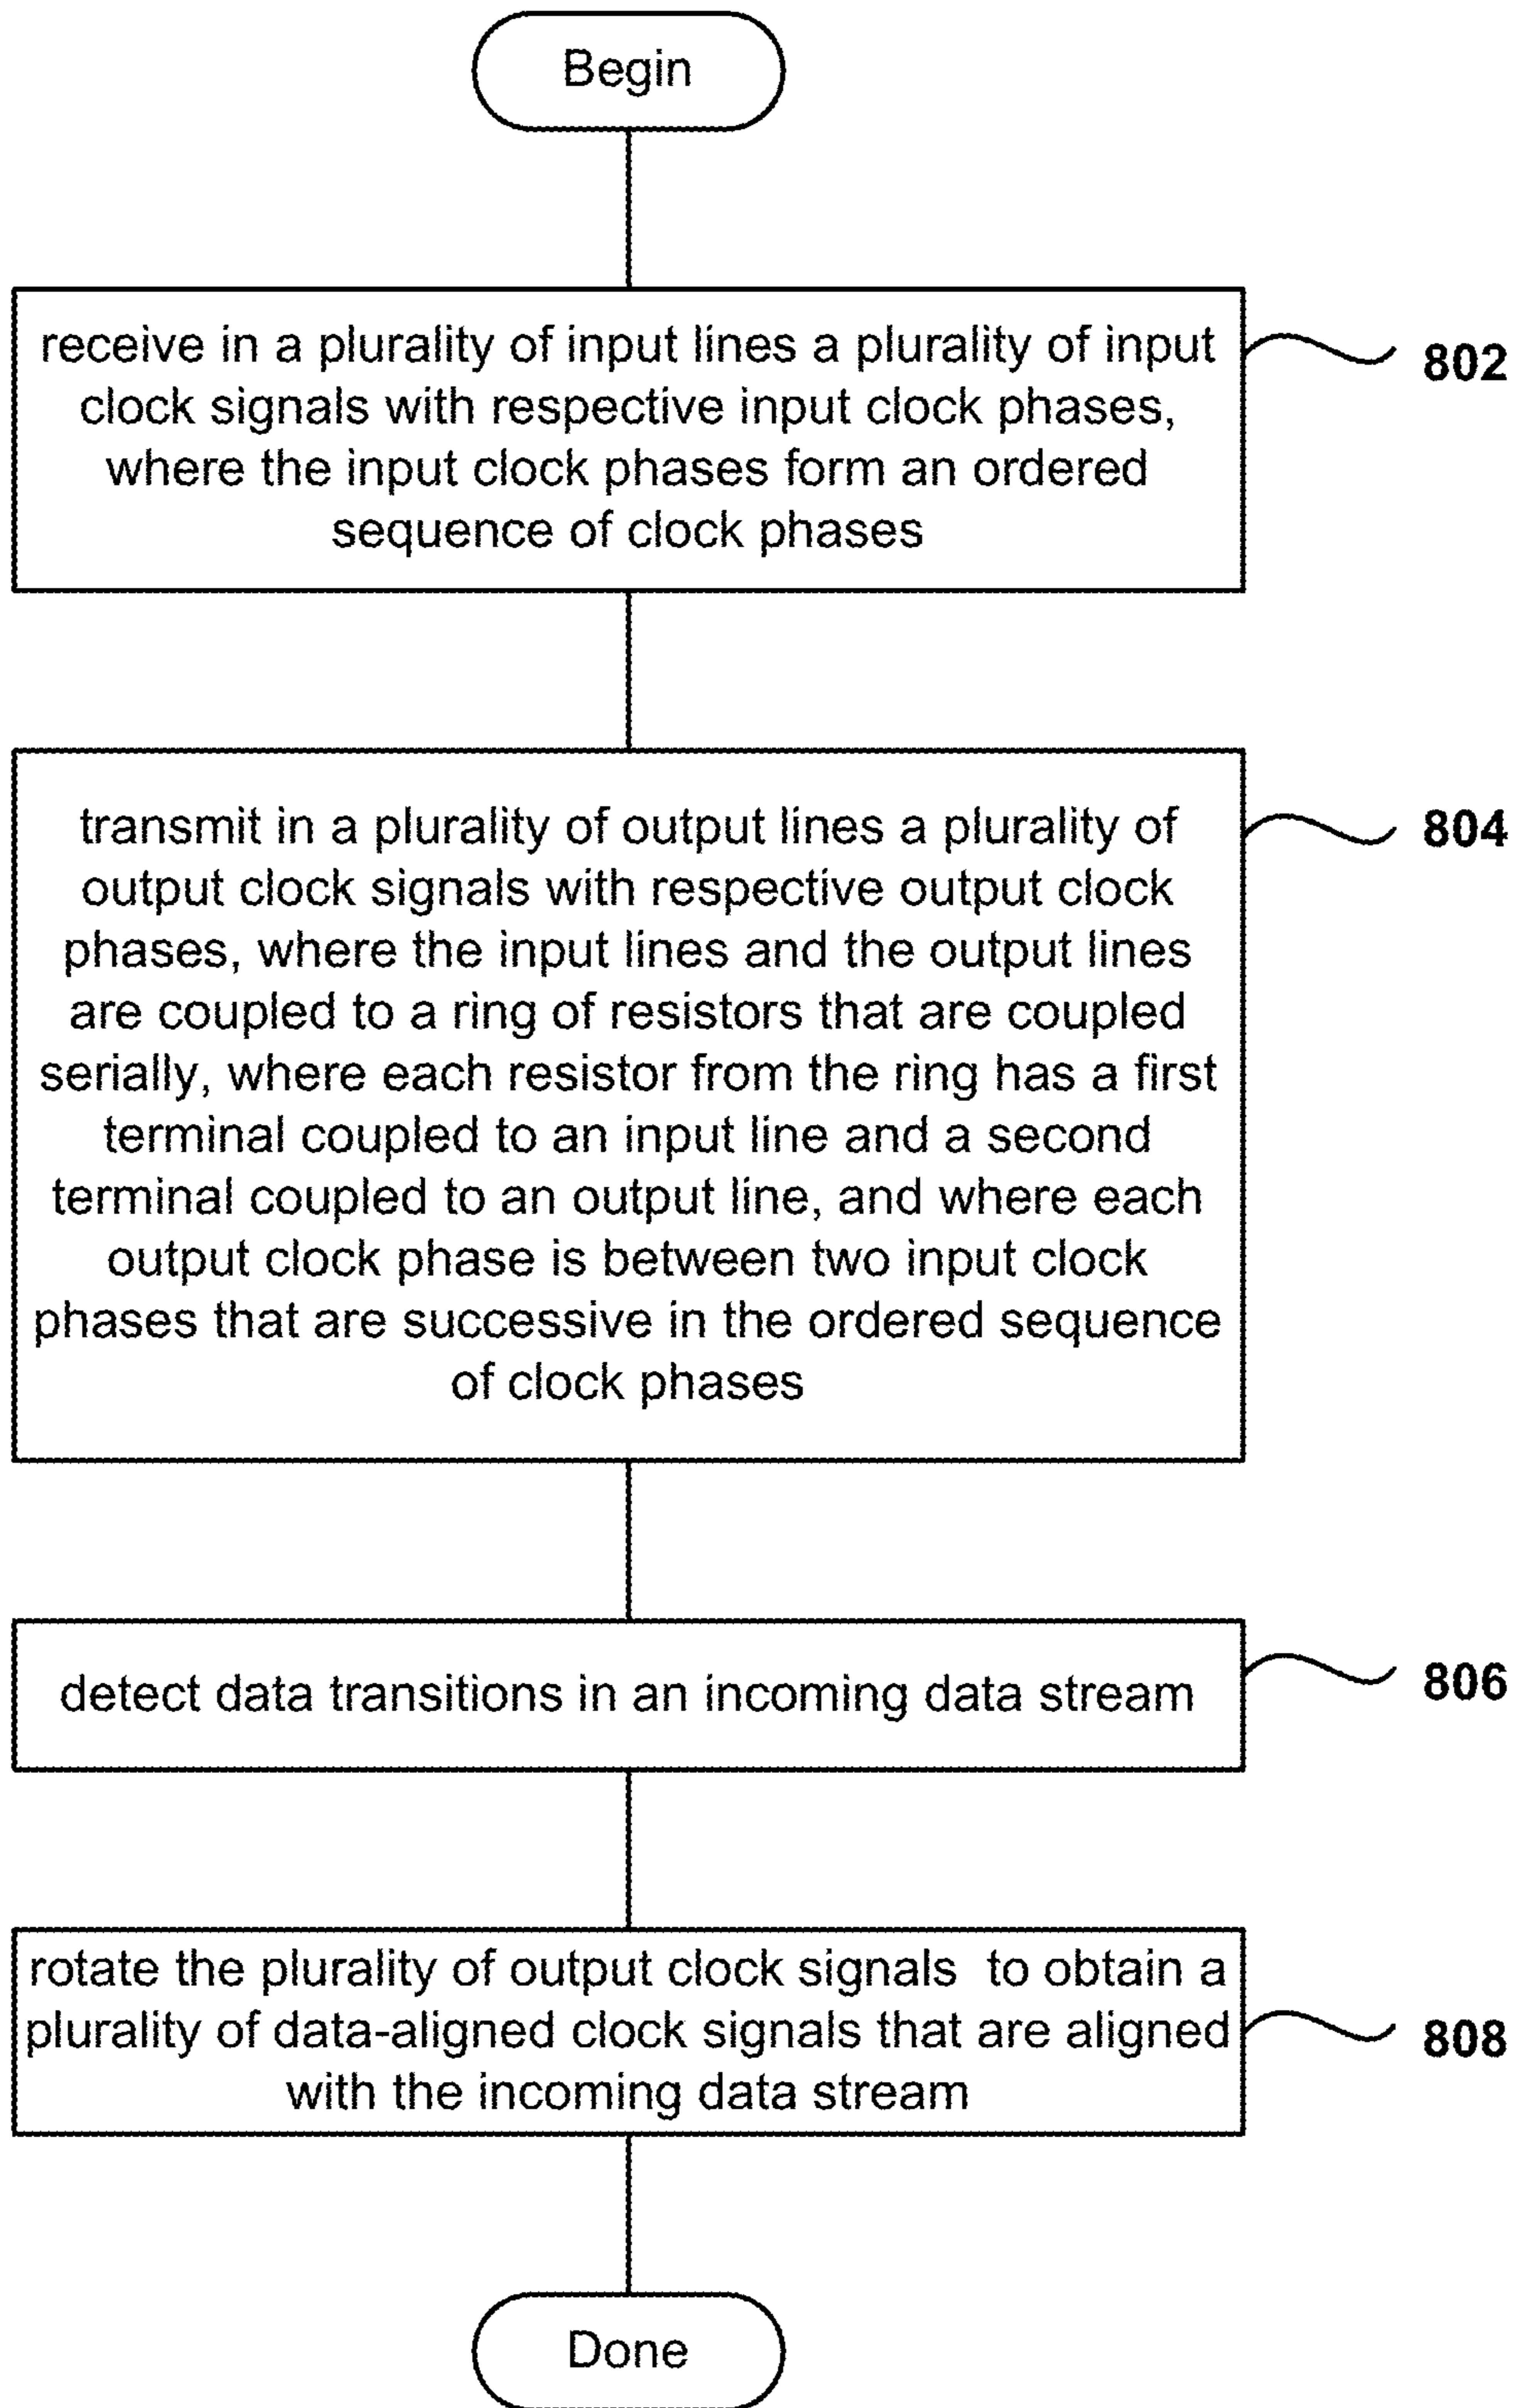 Begin
receive in a plurality of input lines a plurality of input
clock signals with respective input clock phases,
where the input clock phases form an ordered
sequence of clock phases
802
transmit in a plurality of output lines a plurality of
output clock signals with respective output clock
phases, where the input lines and the output lines
are coupled to a ring of resistors that are coupled
serially, where each resistor from the ring has a first
terminal coupled to an input line and a second
terminal coupled to an output line, and where each
output clock phase is between two input clock
phases that are successive in the ordered sequence
of clock phases
804
detect data transitions in an incoming data stream
806
rotate the plurality of output clock signals  to obtain a
plurality of data-aligned clock signals that are aligned
with the incoming data stream
808
Done